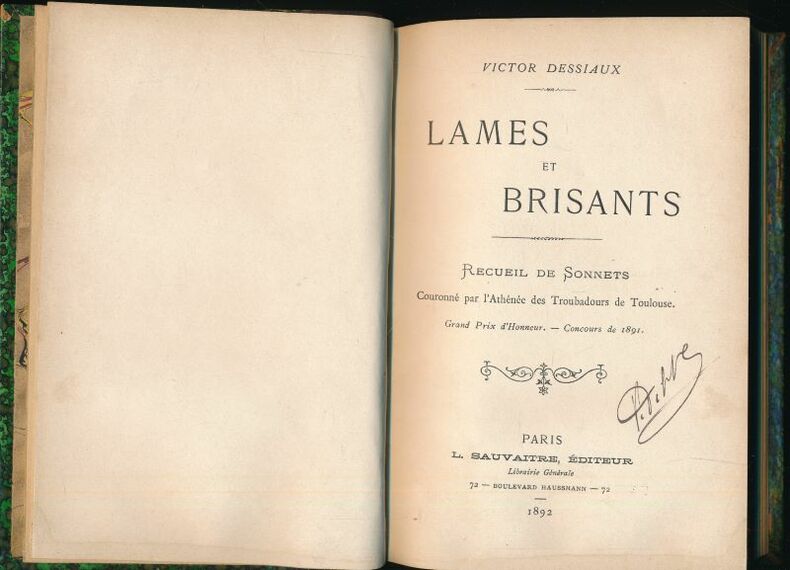 VICTOR DESSIAUX
LAMES
ET
BRISANTS
RECUEIL DE SONNETS
Couronné par l'Athénée des Troubadours de Toulouse.
Grand Prix d'Honneur. — Concours de 1891.
PARIS
L. SAUVAITRE, ÉDITEUR
Librairie Générale
72 — BOULEVARD HAUSSMANN — 72
1892